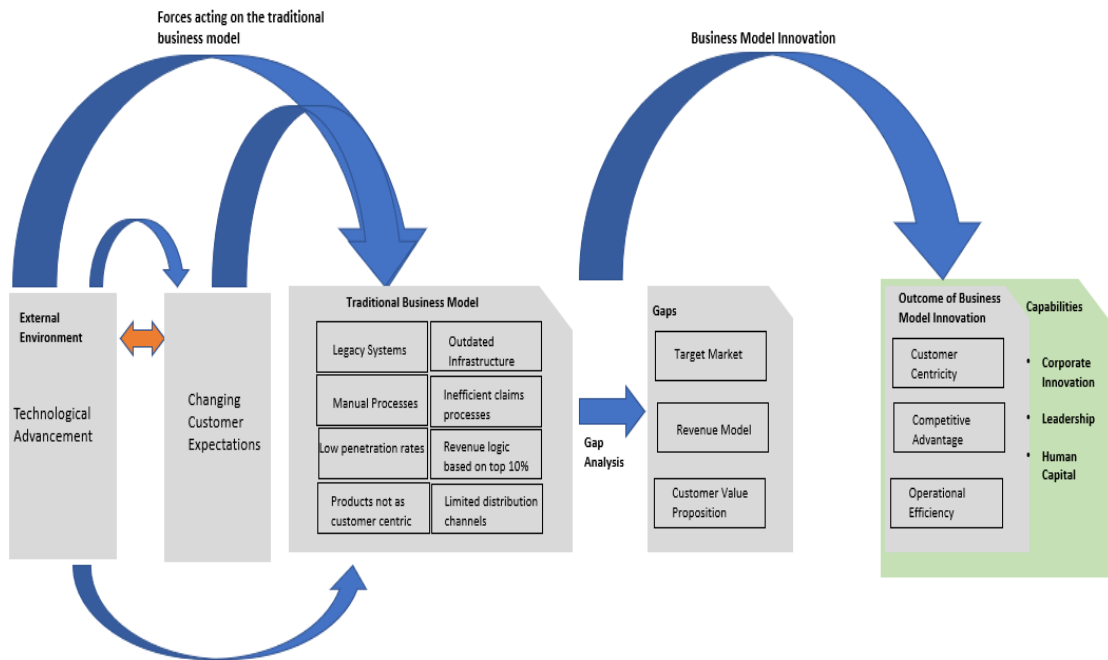 Forces acting on the traditional
business model
Business Model Innovation
External
Environment
Technological
Advancement
Changing
Customer
Expectations
Traditional Business Model
Legacy Systems
Outdated
Infrastructure
Manual Processes
Inefficient claims
processes
Low penetration rates
Revenue logic
based on top 10%
Products not as
customer centric
Limited distribution
channels
Gap
Analysis
Gaps
Target Market
Revenue Model
Customer Value
Proposition
Outcome of Business
Model Innovation
Customer
Centricity
Competitive
Advantage
Operational
Efficiency
Capabilities
• Corporate
Innovation
• Leadership
• Human
Capital